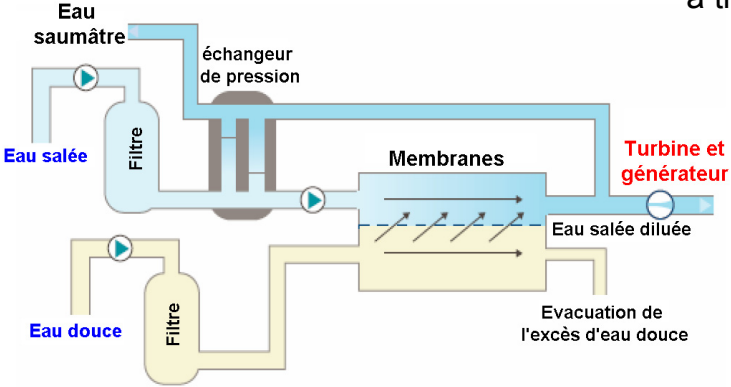 à ti
Eau
saumâtre
échangeur
de pression
Eau salée
Filtre
Membranes
Turbine et
générateur
Eau salée diluée
Eau douce
Filtre
Evacuation de
l'excès d'eau douce